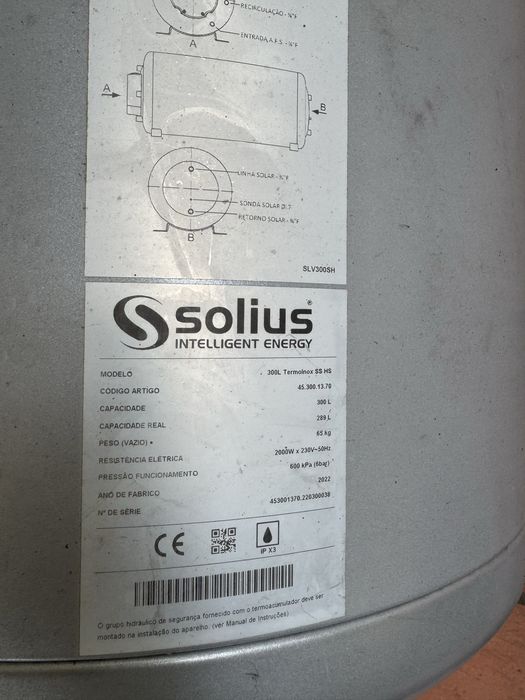 RECIRCULAÇÃO - ¾"F
ENTRADA A.F.S. - ¾"F
A
A
B
LINHA SOLAR - ¾"F
SONDA SOLAR
RETORNO SOLAR - ¾"F
B
SLV300SH
solius®
INTELLIGENT ENERGY
MODELO 300L TermoInox SS HS
CÓDIGO ARTIGO 45.300.13.70
CAPACIDADE 300 L
CAPACIDADE REAL 289 L
PESO (VAZIO) 65 kg
RESISTÊNCIA ELÉTRICA 2000W x 230V~50Hz
PRESSÃO FUNCIONAMENTO 600 kPa (6bar)
ANO DE FABRICO 2022
Nº DE SÉRIE 453001370.220300038
CE
IP X3
O grupo hidráulico de segurança fornecido com o termoacumulador deve ser
montado na instalação do aparelho. (ver Manual de Instruções)